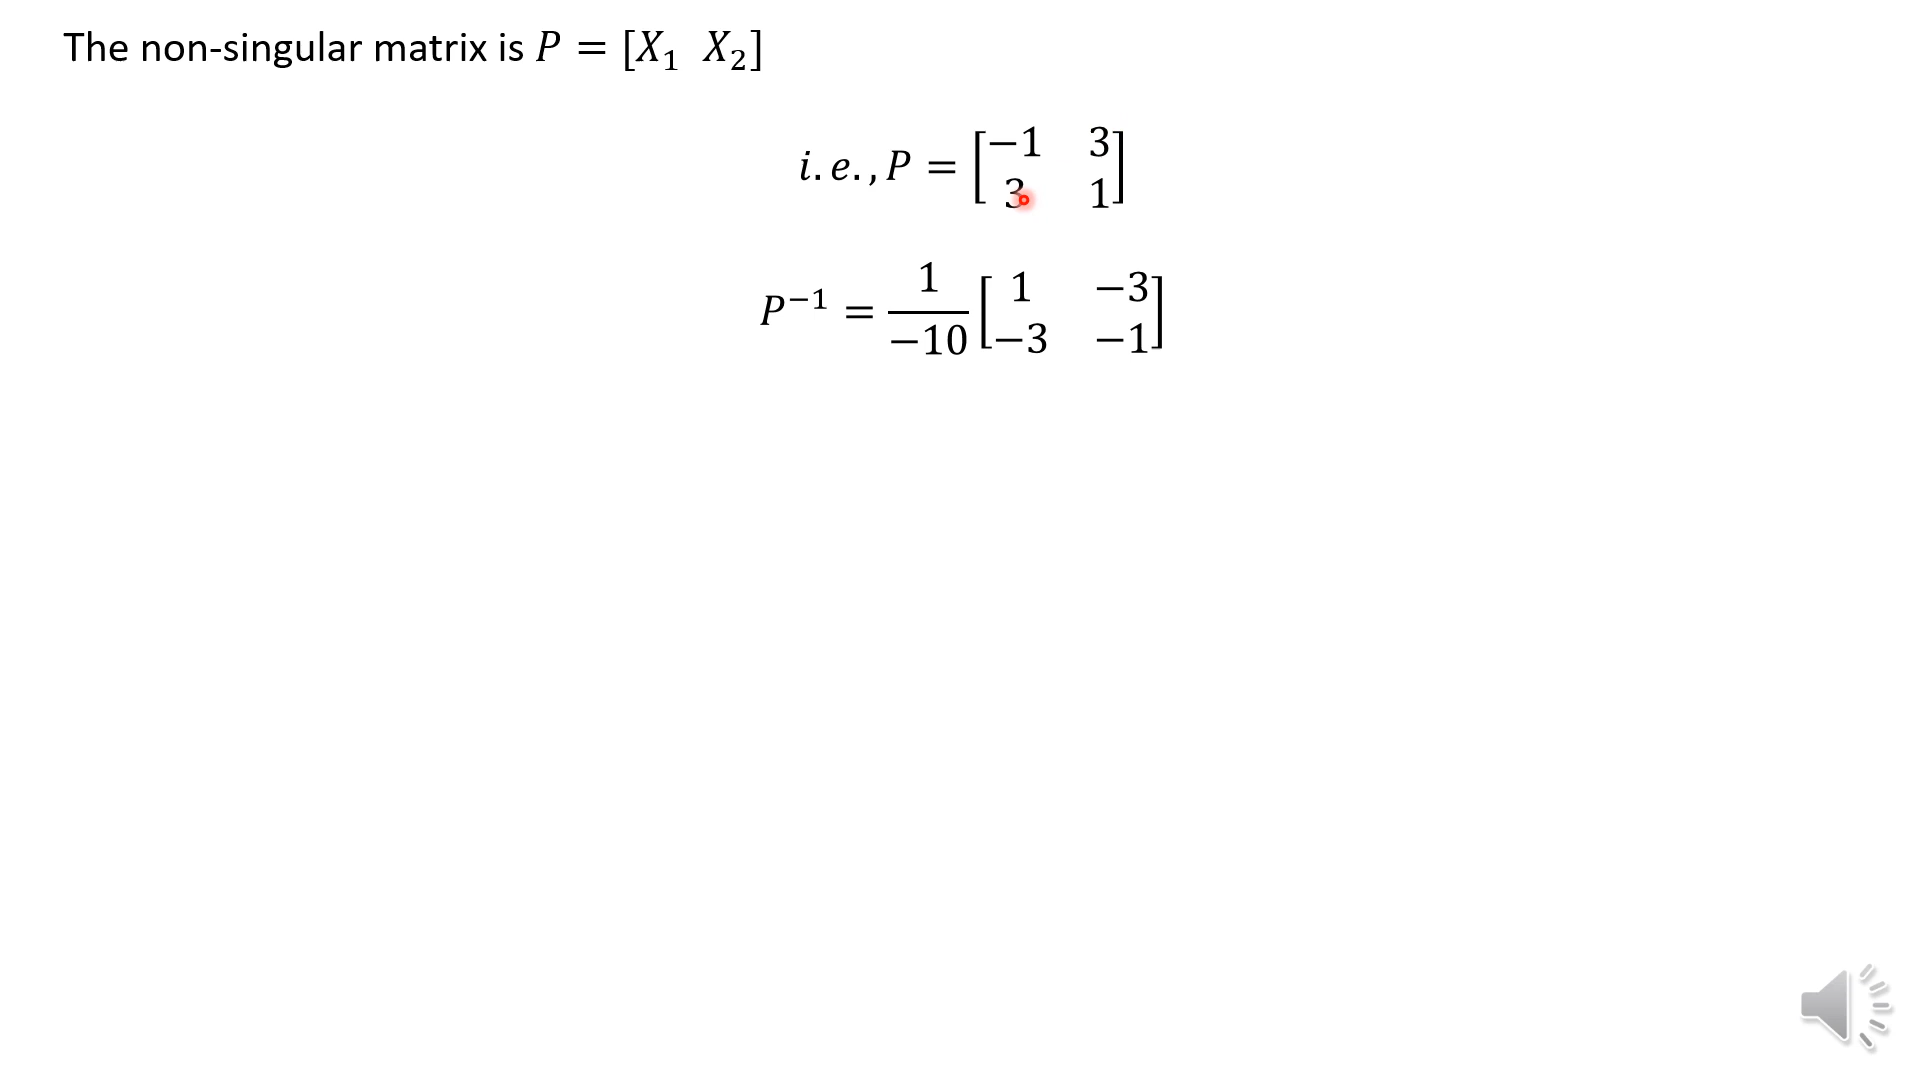 The non-singular matrix is 𝑃 = [𝑋₁ 𝑋₂]
𝑖. 𝑒. , 𝑃 = [−1 3; 3 1]
𝑃⁻¹ = 1/−10 [1 −3; −3 −1]